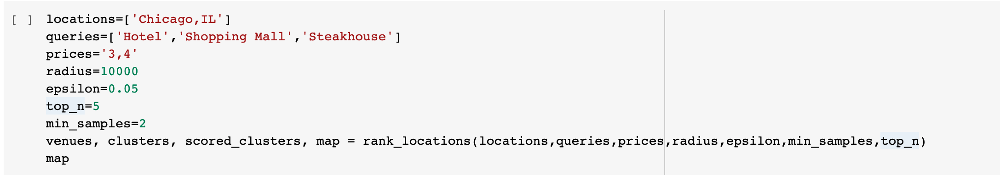 [ ] locations=['Chicago,IL']
queries=['Hotel','Shopping Mall','Steakhouse']
prices='3,4'
radius=10000
epsilon=0.05
top_n=5
min_samples=2
venues, clusters, scored_clusters, map = rank_locations(locations,queries,prices,radius,epsilon,min_samples,top_n)
map